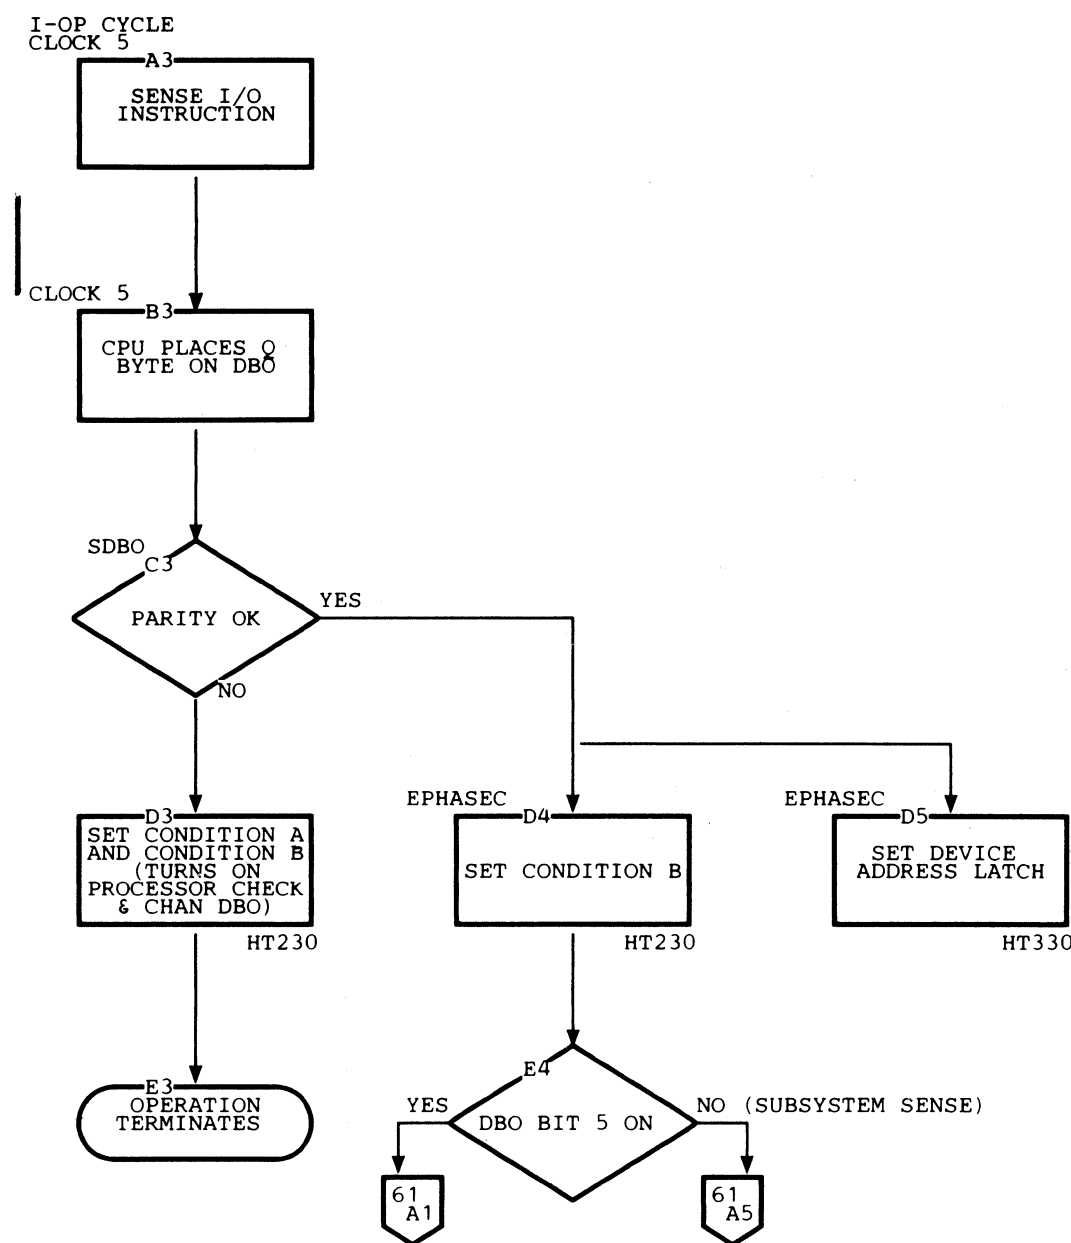 I-OP CYCLE
CLOCK 5
A3
SENSE I/O
INSTRUCTION
CLOCK 5
B3
CPU PLACES Q
BYTE ON DBO
SDBO
C3
PARITY OK
YES
NO
D3
SET CONDITION A
AND CONDITION B
(TURNS ON
PROCESSOR CHECK
& CHAN DBO)
HT230
EPHASEC
D4
SET CONDITION B
HT230
EPHASEC
D5
SET DEVICE
ADDRESS LATCH
HT330
E3
OPERATION
TERMINATES
E4
DBO BIT 5 ON
YES
NO (SUBSYSTEM SENSE)
61
A1
61
A5